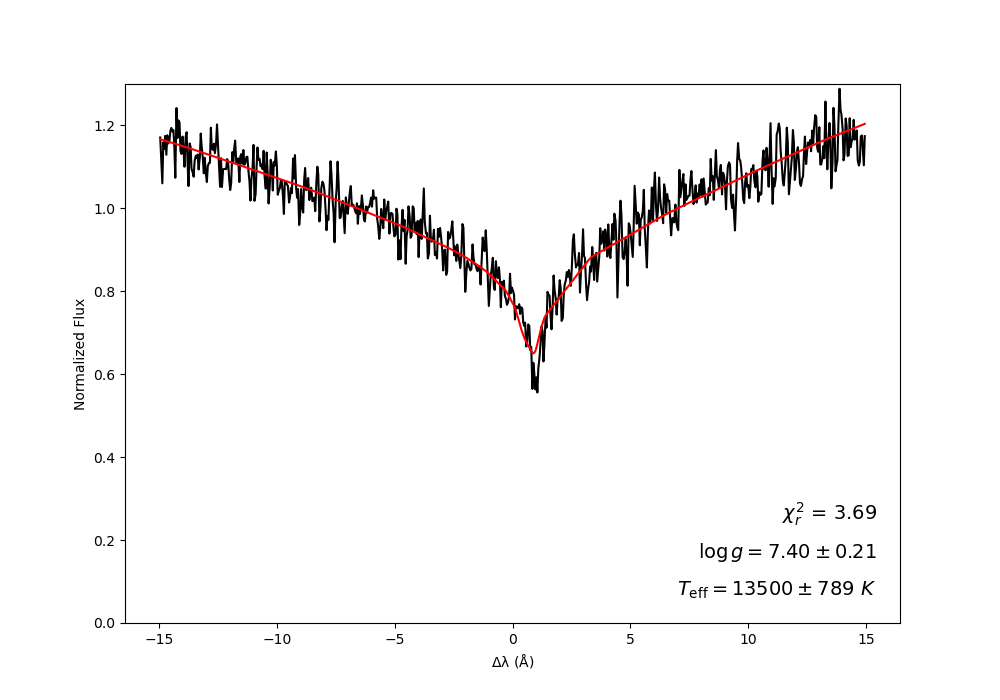 1.2
1.0
0.8
0.6
0.4
0.2
0.0
Normalized Flux
χ²ᵣ = 3.69
log g = 7.40 ± 0.21
T_eff = 13500 ± 789 K
−15 −10 −5 0 5 10 15
Δλ (Å)